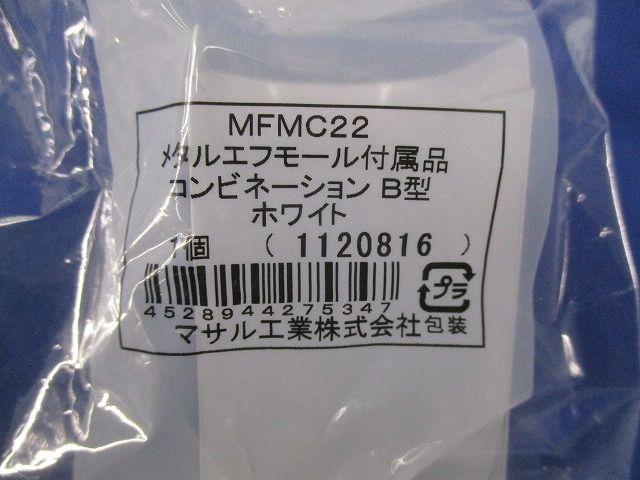 MFMC22
メタルエフモール付属品
コンビネーション B型
ホワイト
1個 ( 1120816 )
4528944275347
プラ
マサル工業株式会社 包装